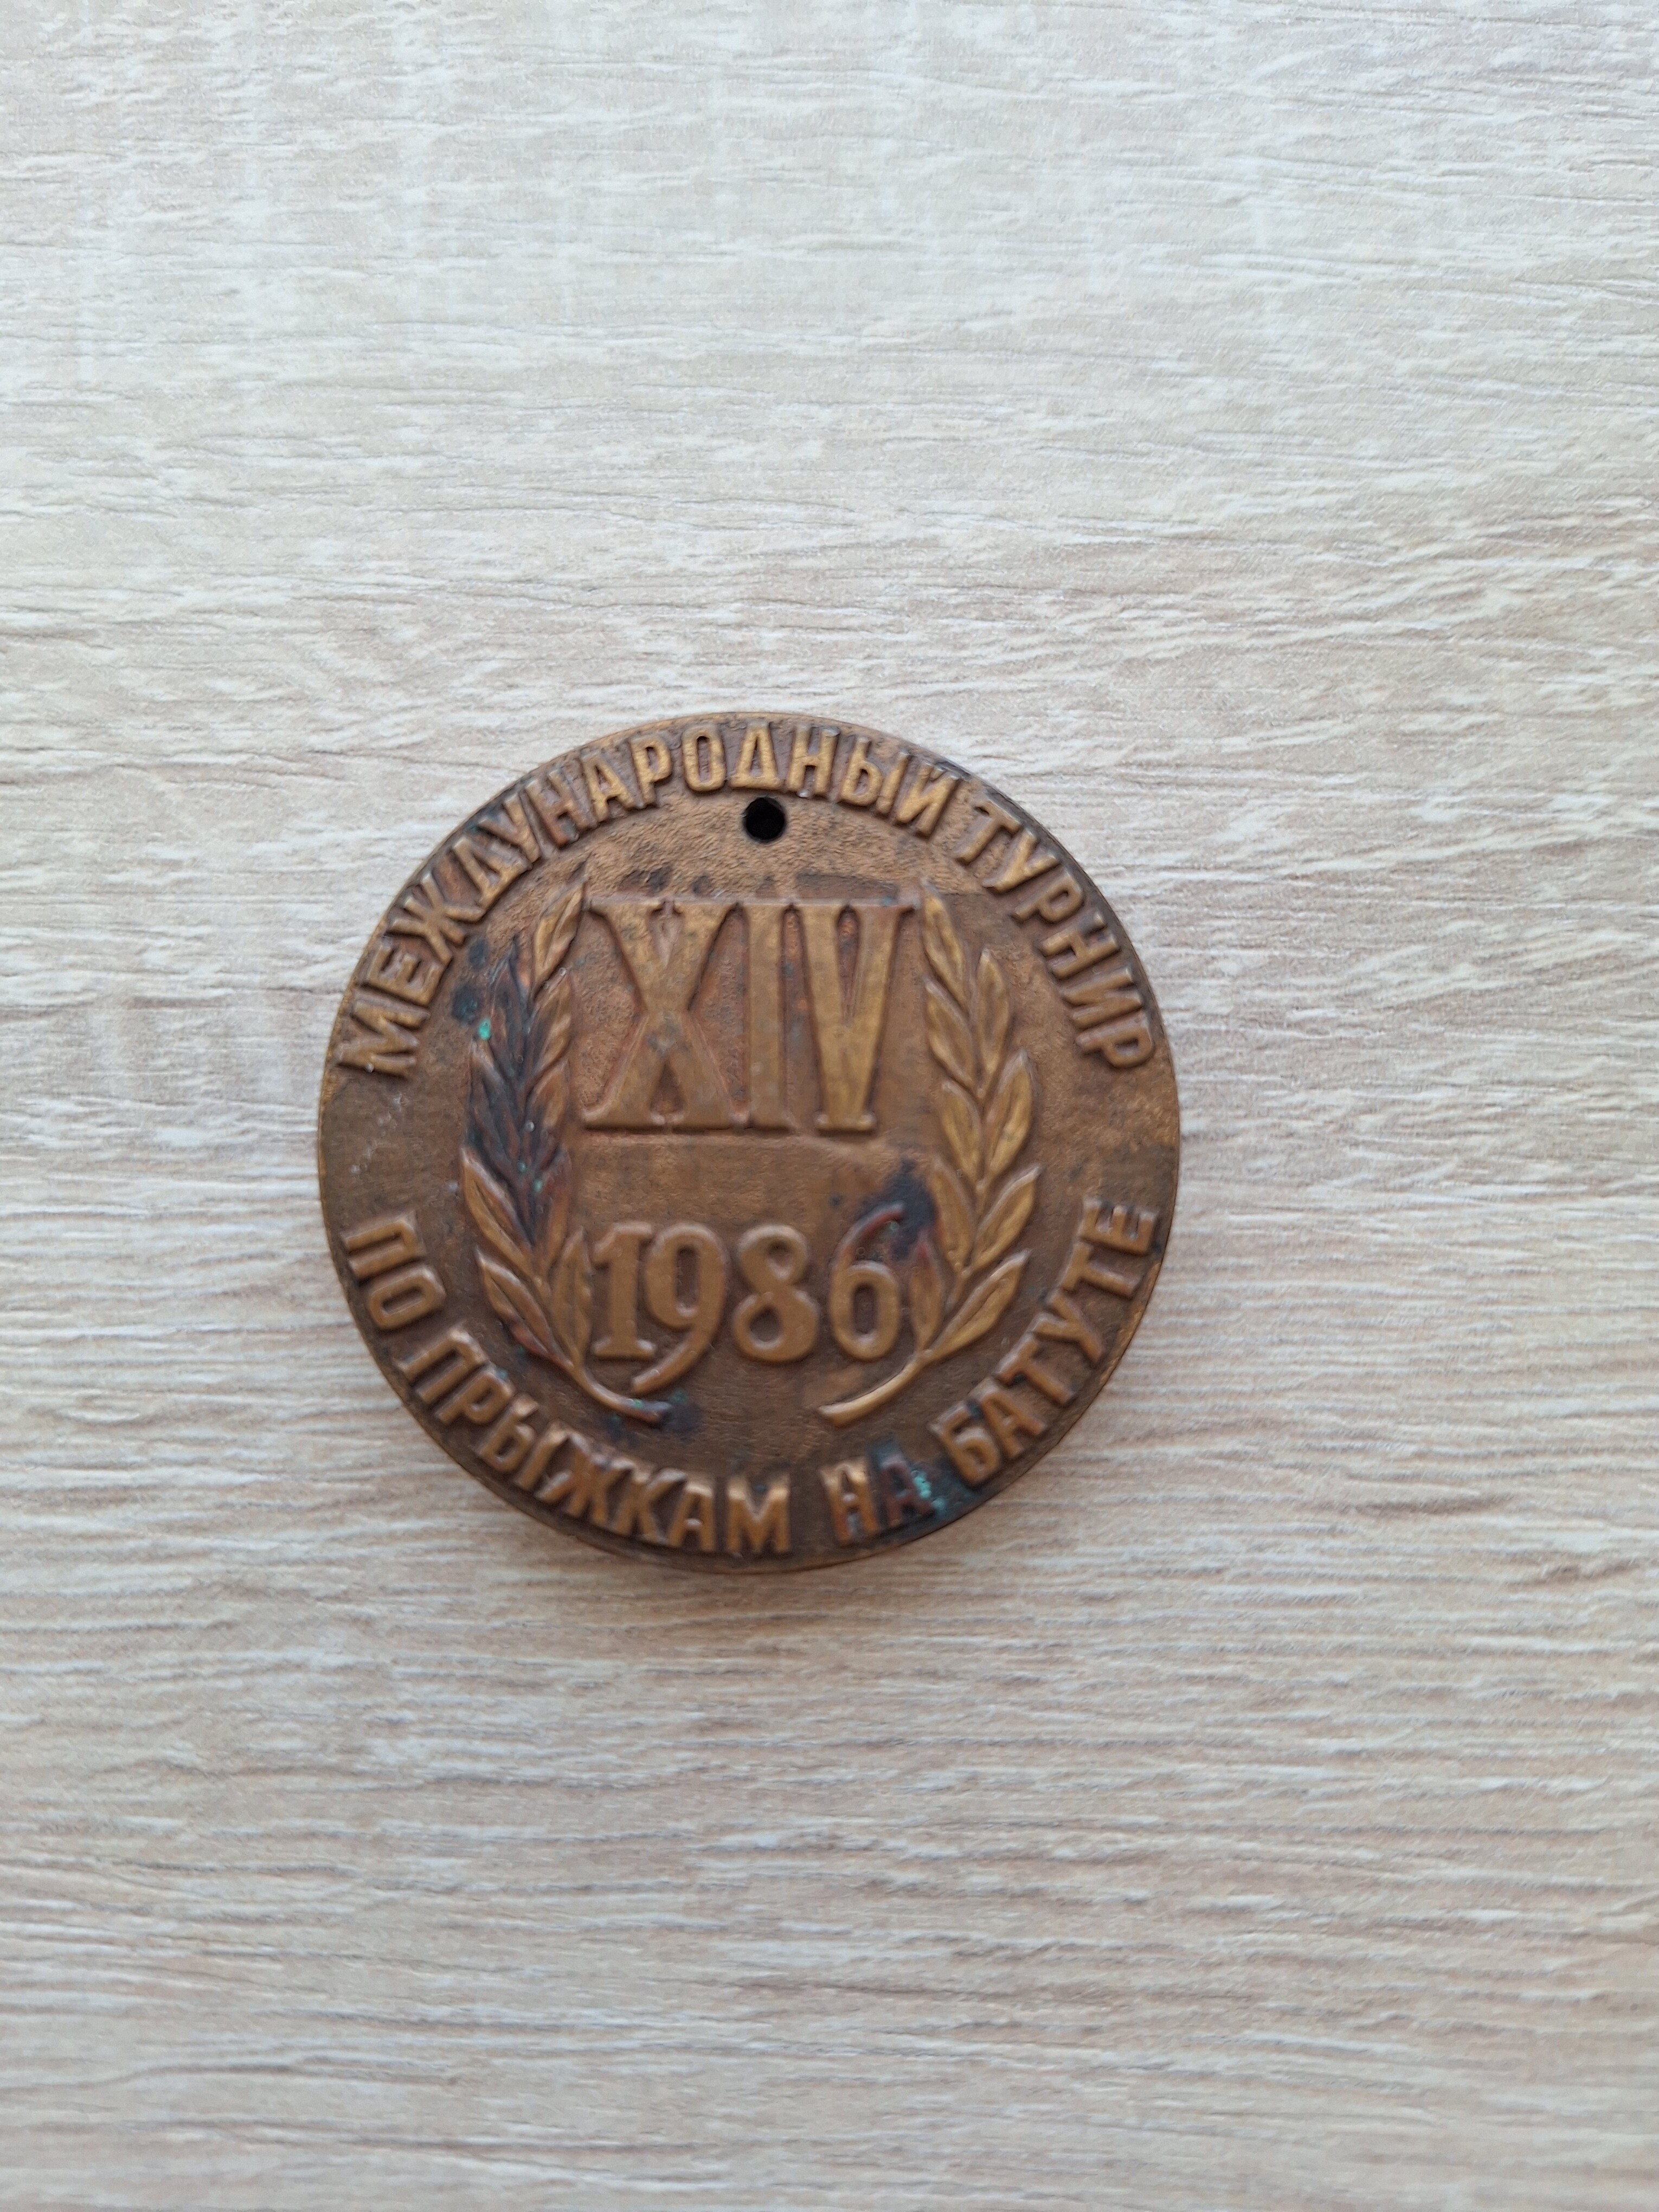 МЕЖДУНАРОДНЫЙ ТУРНИР
XIV
1986
ПО ПРЫЖКАМ НА БАТУТЕ